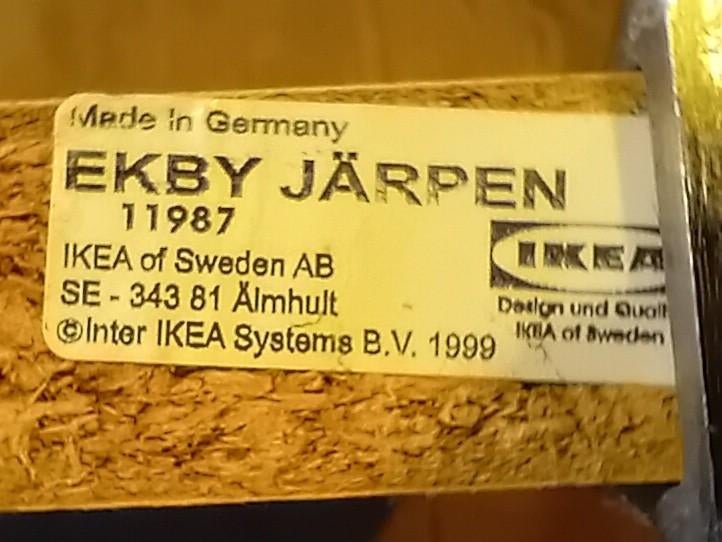 Made in Germany
EKBY JÄRPEN
11987
IKEA of Sweden AB
SE - 343 81 Älmhult
©Inter IKEA Systems B.V. 1999
IKEA
Design und Qualit
IKEA of Sweden